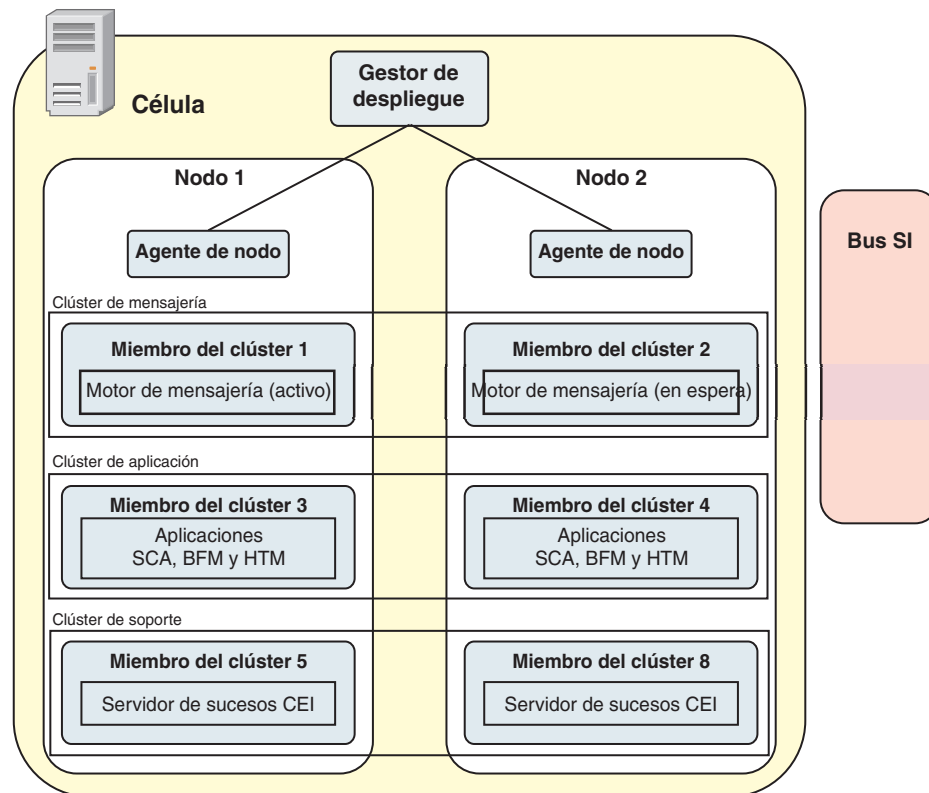 Gestor de
despliegue
Célula
Nodo 1
Nodo 2
Bus SI
Agente de nodo
Agente de nodo
Clúster de mensajería
Miembro del clúster 1
Motor de mensajería (activo)
Miembro del clúster 2
Motor de mensajería (en espera)
Clúster de aplicación
Miembro del clúster 3
Aplicaciones
SCA, BFM y HTM
Miembro del clúster 4
Aplicaciones
SCA, BFM y HTM
Clúster de soporte
Miembro del clúster 5
Servidor de sucesos CEI
Miembro del clúster 8
Servidor de sucesos CEI